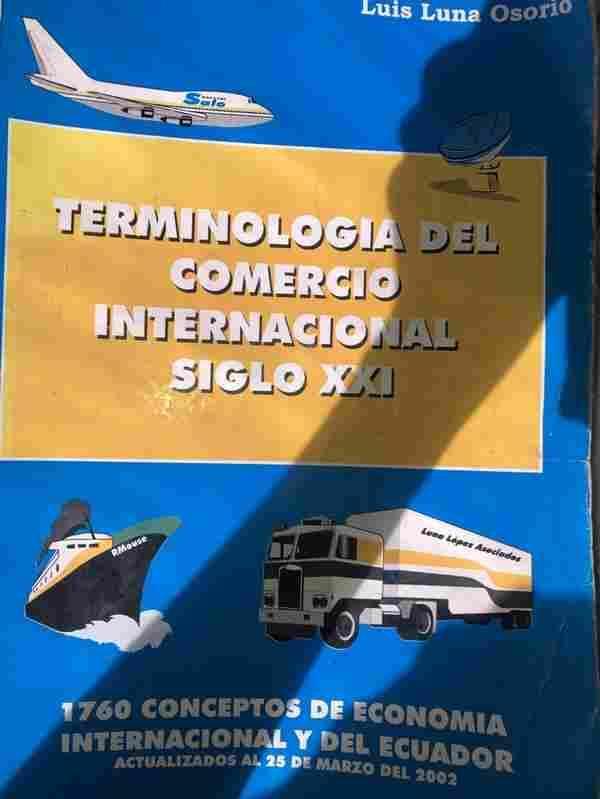 Luis Luna Osorio
Salo
TERMINOLOGIA DEL
COMERCIO
INTERNACIONAL
SIGLO XXI
RMouse
Luna López Asociados
1760 CONCEPTOS DE ECONOMIA
INTERNACIONAL Y DEL ECUADOR
ACTUALIZADOS AL 25 DE MARZO DEL 2002